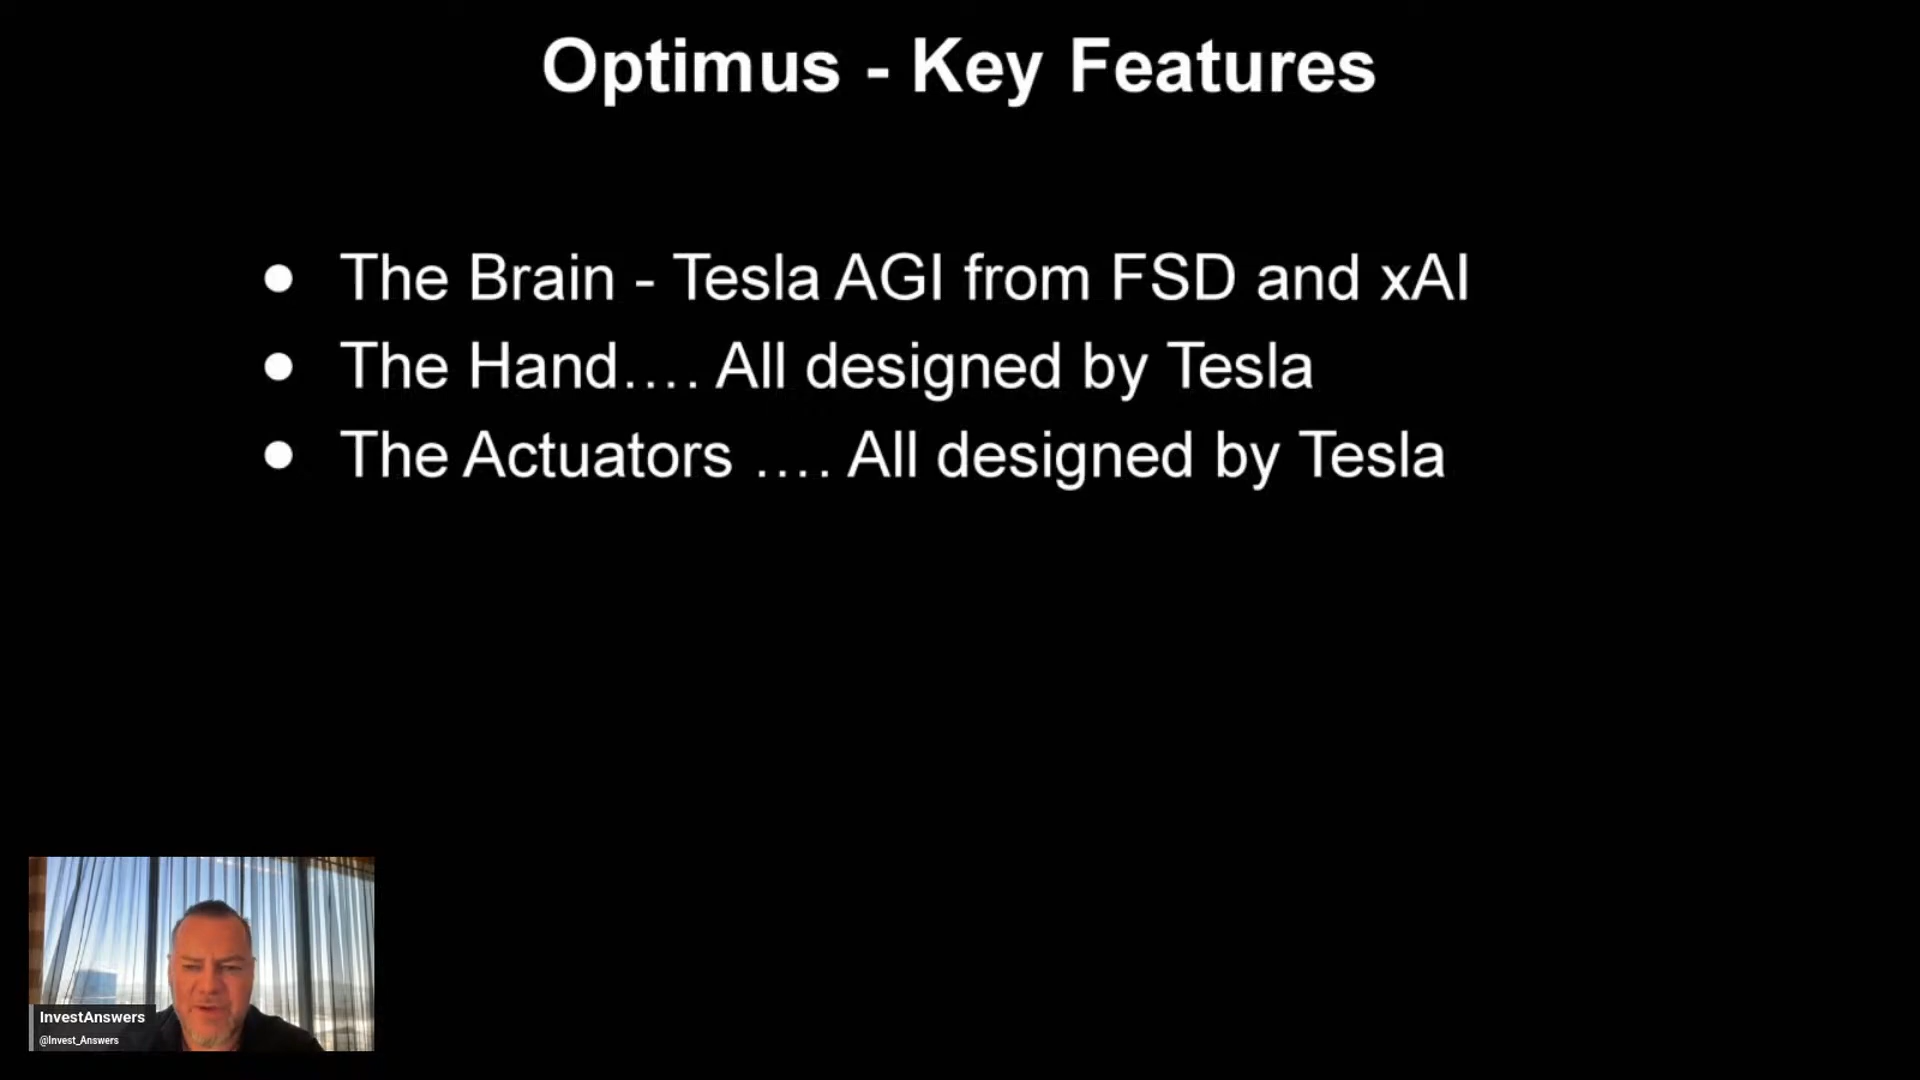 Optimus - Key Features
● The Brain - Tesla AGI from FSD and xAI
● The Hand.... All designed by Tesla
● The Actuators .... All designed by Tesla
InvestAnswers
@Invest_Answers